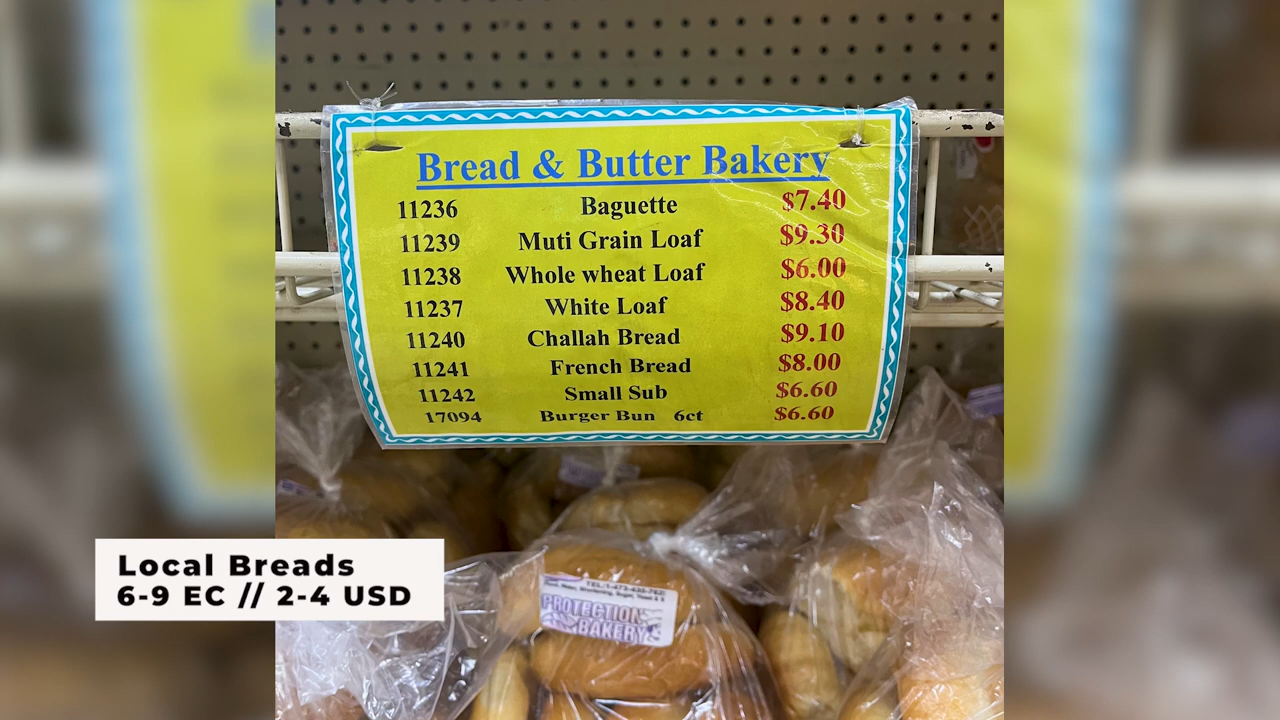 Bread & Butter Bakery
11236 Baguette $7.40
11239 Muti Grain Loaf $9.30
11238 Whole wheat Loaf $6.00
11237 White Loaf $8.40
11240 Challah Bread $9.10
11241 French Bread $8.00
11242 Small Sub $6.60
17094 Burger Bun 6ct $6.60
Local Breads
6-9 EC // 2-4 USD
PROTECTION
BAKERY